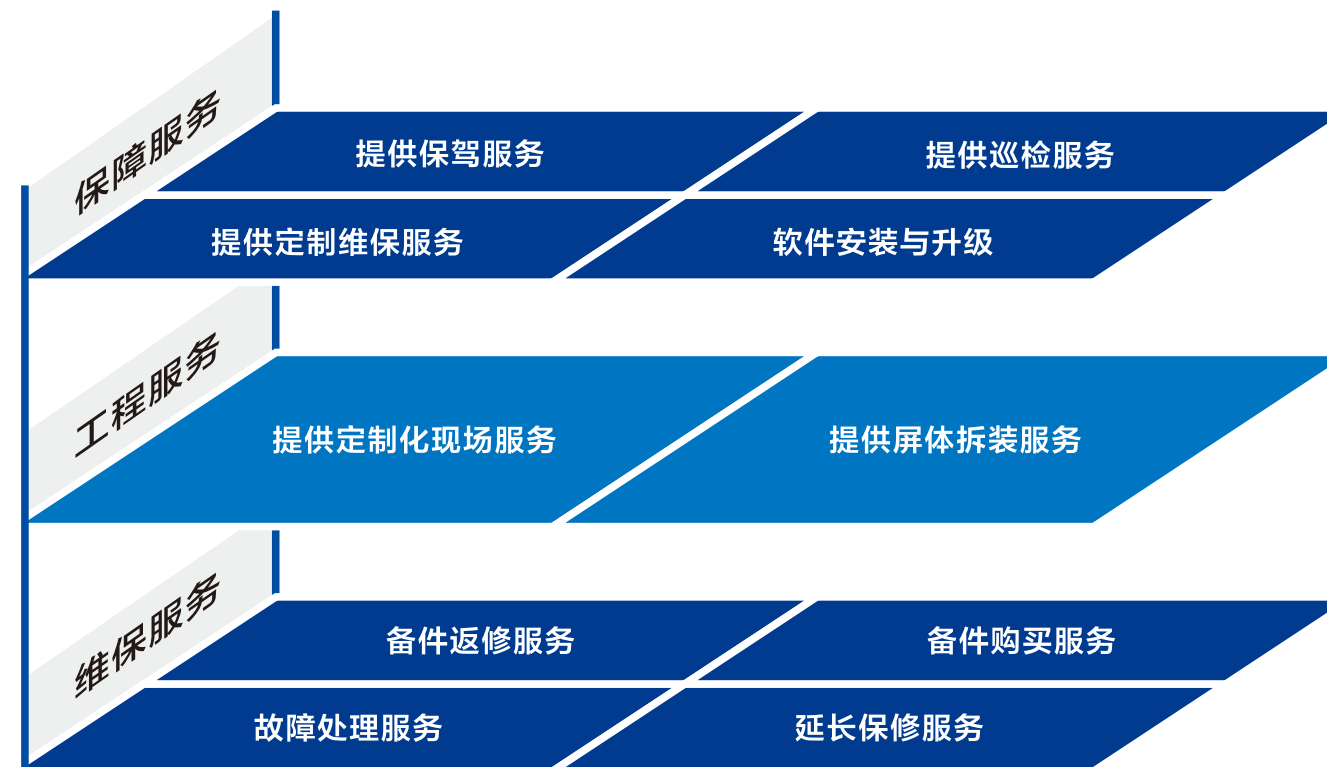 保障服务
提供保驾服务
提供巡检服务
提供定制维保服务
软件安装与升级
工程服务
提供定制化现场服务
提供屏体拆装服务
维保服务
备件返修服务
备件购买服务
故障处理服务
延长保修服务